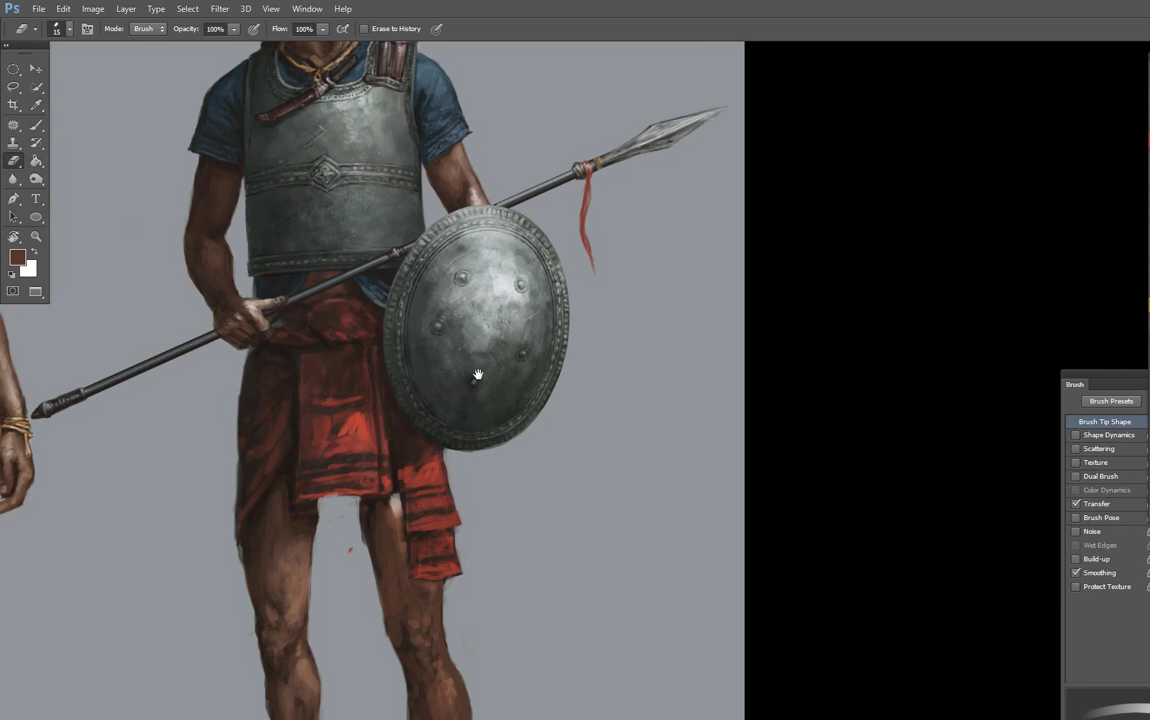 Ps File Edit Image Layer Type Select Filter 3D View Window Help
15 Mode: Brush Opacity: 100% Flow: 100% Erase to History
T
Brush
Brush Presets
Brush Tip Shape
Shape Dynamics
Scattering
Texture
Dual Brush
Color Dynamics
Transfer
Brush Pose
Noise
Wet Edges
Build-up
Smoothing
Protect Texture